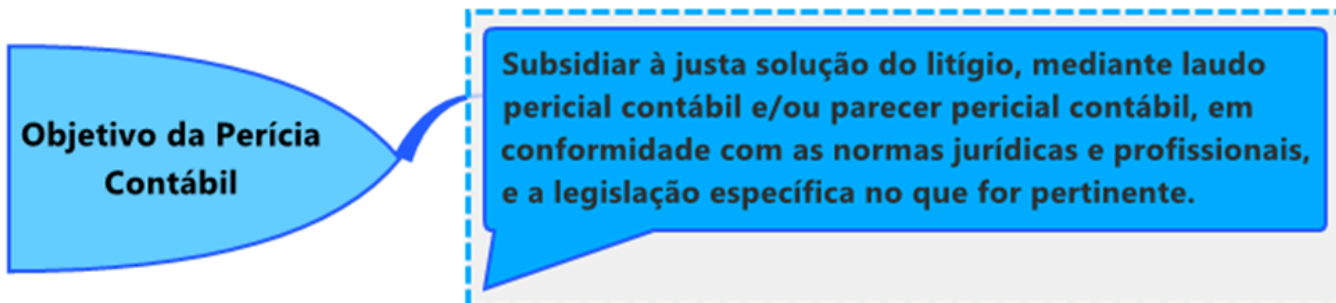 Objetivo da Perícia
Contábil
Subsidiar à justa solução do litígio, mediante laudo
pericial contábil e/ou parecer pericial contábil, em
conformidade com as normas jurídicas e profissionais,
e a legislação específica no que for pertinente.